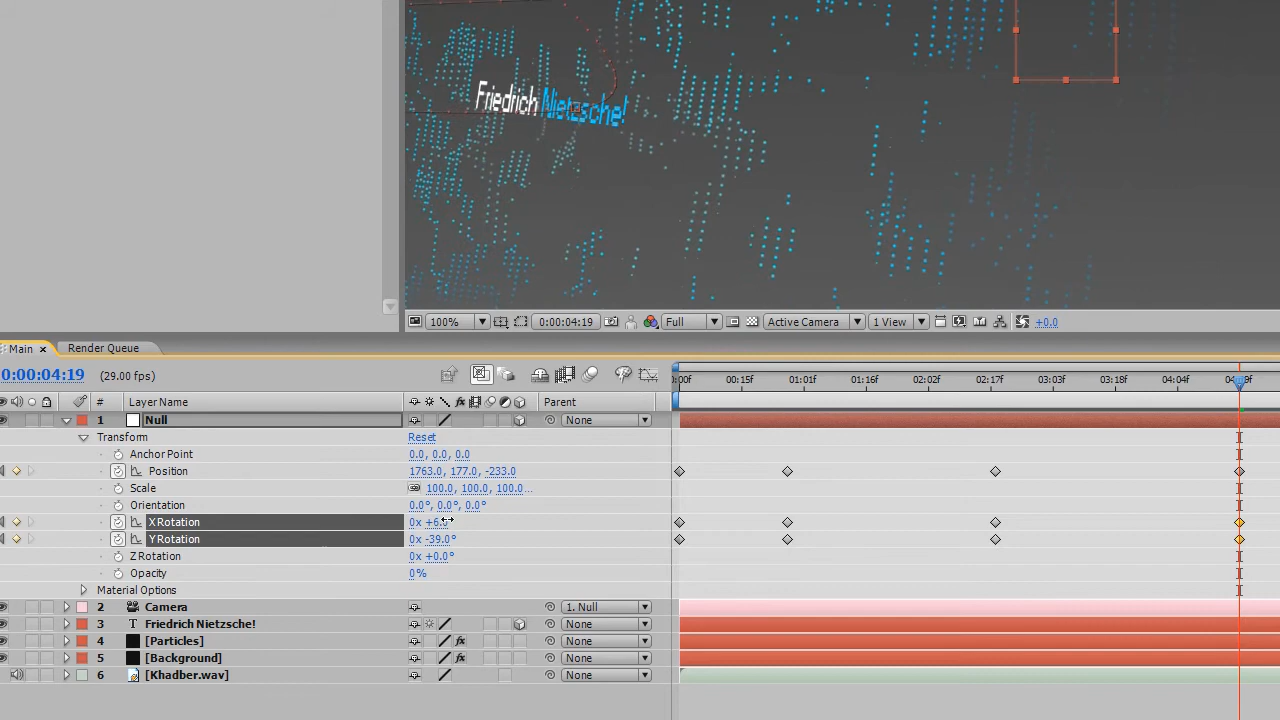 Friedrich Nietzsche!
100% 0:00:04:19 Full Active Camera 1 View +0.0
Main × Render Queue
0:00:04:19 (29.00 fps)
:00f 00:15f 01:01f 01:16f 02:02f 02:17f 03:03f 03:18f 04:04f
# Layer Name fx Parent
1 Null None
Transform Reset
Anchor Point 0.0, 0.0, 0.0
Position 1763.0, 177.0, -233.0
Scale 100.0, 100.0, 100.0...
Orientation 0.0°, 0.0°, 0.0°
X Rotation 0x
Y Rotation 0x -39.0°
Z Rotation 0x +0.0°
Opacity 0%
Material Options
2 Camera 1. Null
3 T Friedrich Nietzsche! None
4 [Particles] fx None
5 [Background] fx None
6 [Khadber.wav] None